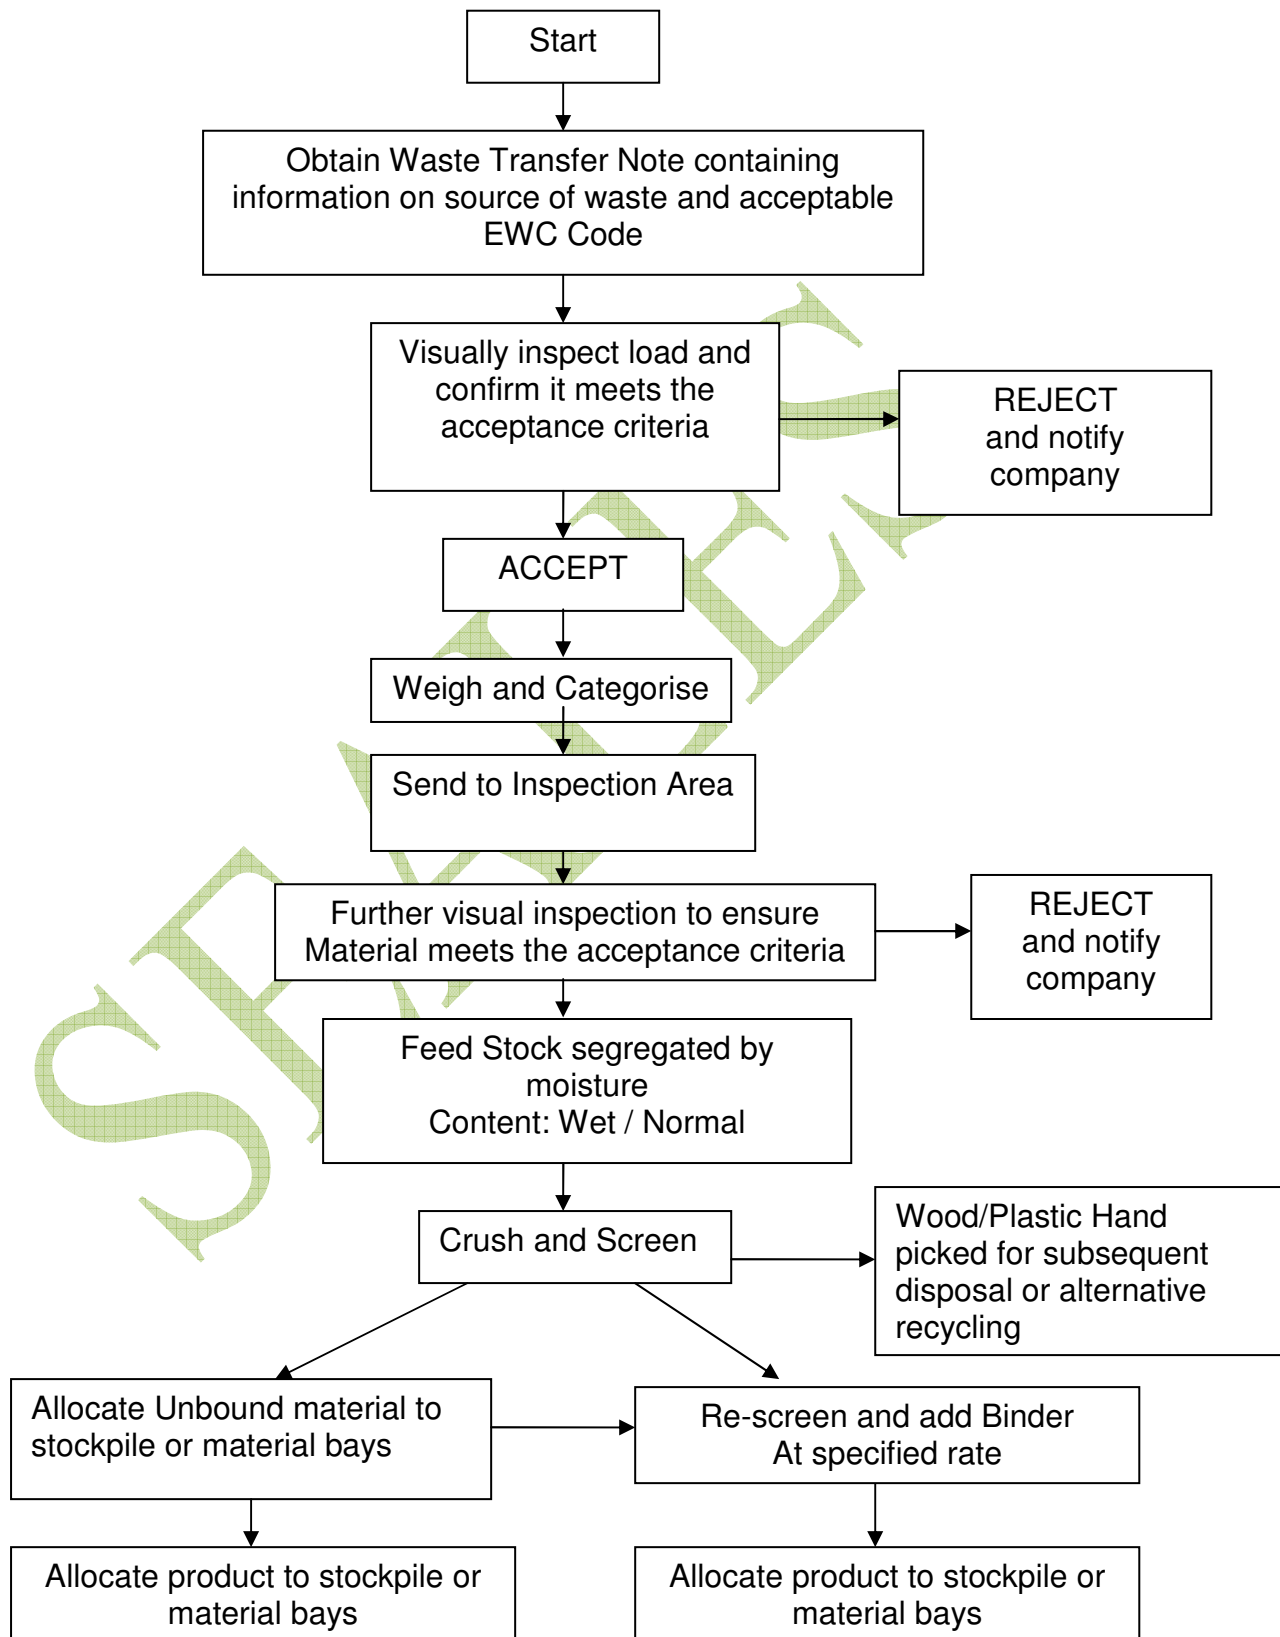 Start
Obtain Waste Transfer Note containing
information on source of waste and acceptable
EWC Code
Visually inspect load and
confirm it meets the
acceptance criteria
REJECT
and notify
company
ACCEPT
Weigh and Categorise
Send to Inspection Area
Further visual inspection to ensure
Material meets the acceptance criteria
REJECT
and notify
company
Feed Stock segregated by
moisture
Content: Wet / Normal
Crush and Screen
Wood/Plastic Hand
picked for subsequent
disposal or alternative
recycling
Allocate Unbound material to
stockpile or material bays
Re-screen and add Binder
At specified rate
Allocate product to stockpile or
material bays
Allocate product to stockpile or
material bays